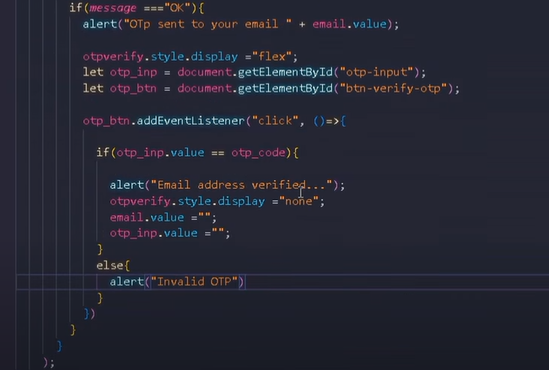 if(message ==="OK"){
alert("OTp sent to your email " + email.value);
otpverify.style.display ="flex";
let otp_inp = document.getElementById("otp-input");
let otp_btn = document.getElementById("btn-verify-otp");
otp_btn.addEventListener("click", ()=>{
if(otp_inp.value == otp_code){
alert("Email address verified...");
otpverify.style.display ="none";
email.value ="";
otp_inp.value ="";
}
else{
alert("Invalid OTP")
}
})
}
}
);